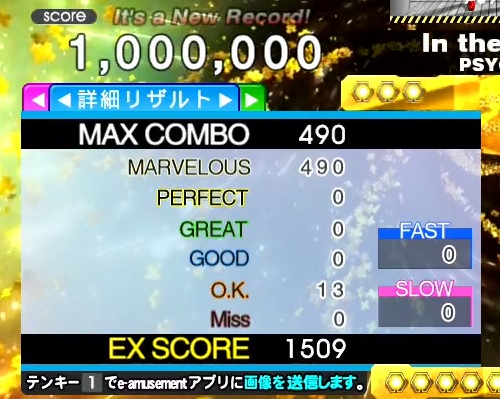 score It's a New Record!
1,000,000
In the
PSY
◀ ◀詳細リザルト▶ ▶
MAX COMBO 490
MARVELOUS 490
PERFECT 0
GREAT 0
GOOD 0
O.K. 13
Miss 0
FAST
0
SLOW
0
EX SCORE 1509
テンキー 1 でe-amusementアプリに画像を送信します。